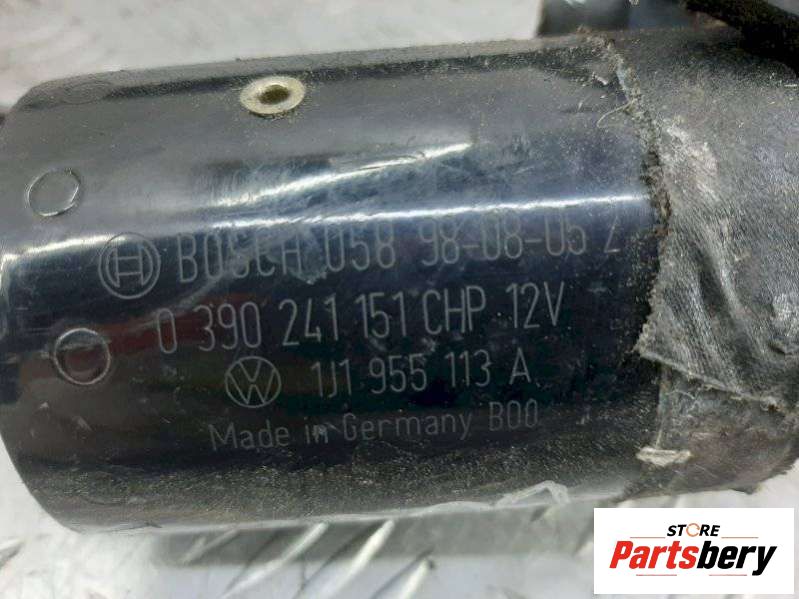 BOSCH 058 98-08-05 2
0 390 241 151 CHP 12V
1J1 955 113 A
Made in Germany B00
STORE
Partsbery